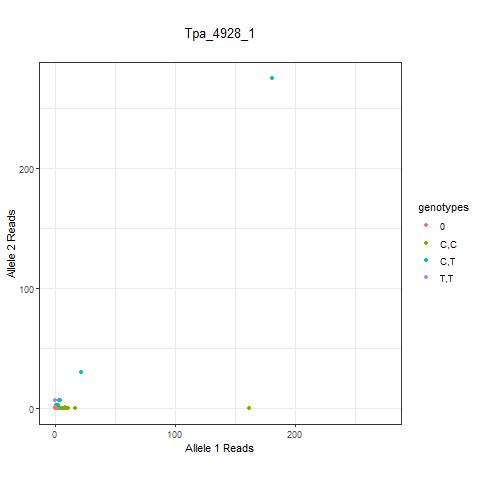 Tpa_4928_1
Allele 2 Reads
200
100
0
0
100
200
Allele 1 Reads
genotypes
0
C,C
C,T
T,T